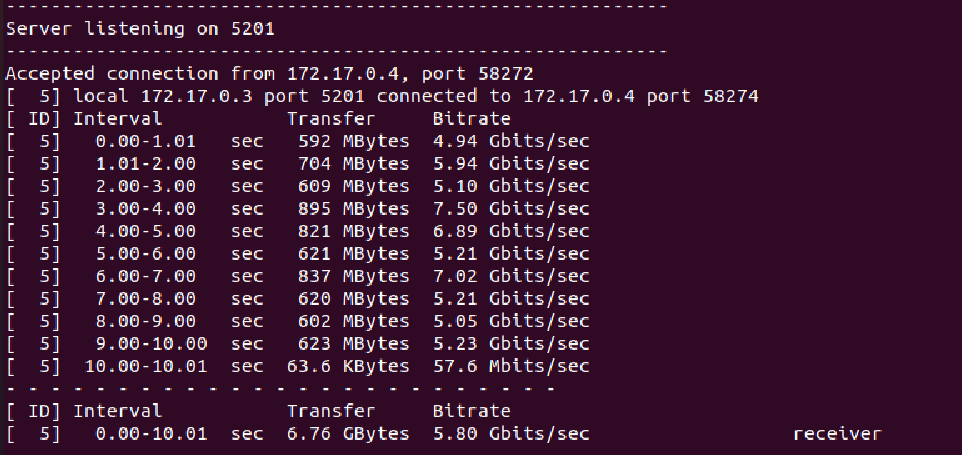 -----------------------------------------------------------
Server listening on 5201
-----------------------------------------------------------
Accepted connection from 172.17.0.4, port 58272
[  5] local 172.17.0.3 port 5201 connected to 172.17.0.4 port 58274
[ ID] Interval           Transfer     Bitrate
[  5]   0.00-1.01   sec   592 MBytes  4.94 Gbits/sec
[  5]   1.01-2.00   sec   704 MBytes  5.94 Gbits/sec
[  5]   2.00-3.00   sec   609 MBytes  5.10 Gbits/sec
[  5]   3.00-4.00   sec   895 MBytes  7.50 Gbits/sec
[  5]   4.00-5.00   sec   821 MBytes  6.89 Gbits/sec
[  5]   5.00-6.00   sec   621 MBytes  5.21 Gbits/sec
[  5]   6.00-7.00   sec   837 MBytes  7.02 Gbits/sec
[  5]   7.00-8.00   sec   620 MBytes  5.21 Gbits/sec
[  5]   8.00-9.00   sec   602 MBytes  5.05 Gbits/sec
[  5]   9.00-10.00  sec   623 MBytes  5.23 Gbits/sec
[  5]  10.00-10.01  sec  63.6 KBytes  57.6 Mbits/sec
- - - - - - - - - - - - - - - - - - - - - - - - -
[ ID] Interval           Transfer     Bitrate
[  5]   0.00-10.01  sec  6.76 GBytes  5.80 Gbits/sec                  receiver